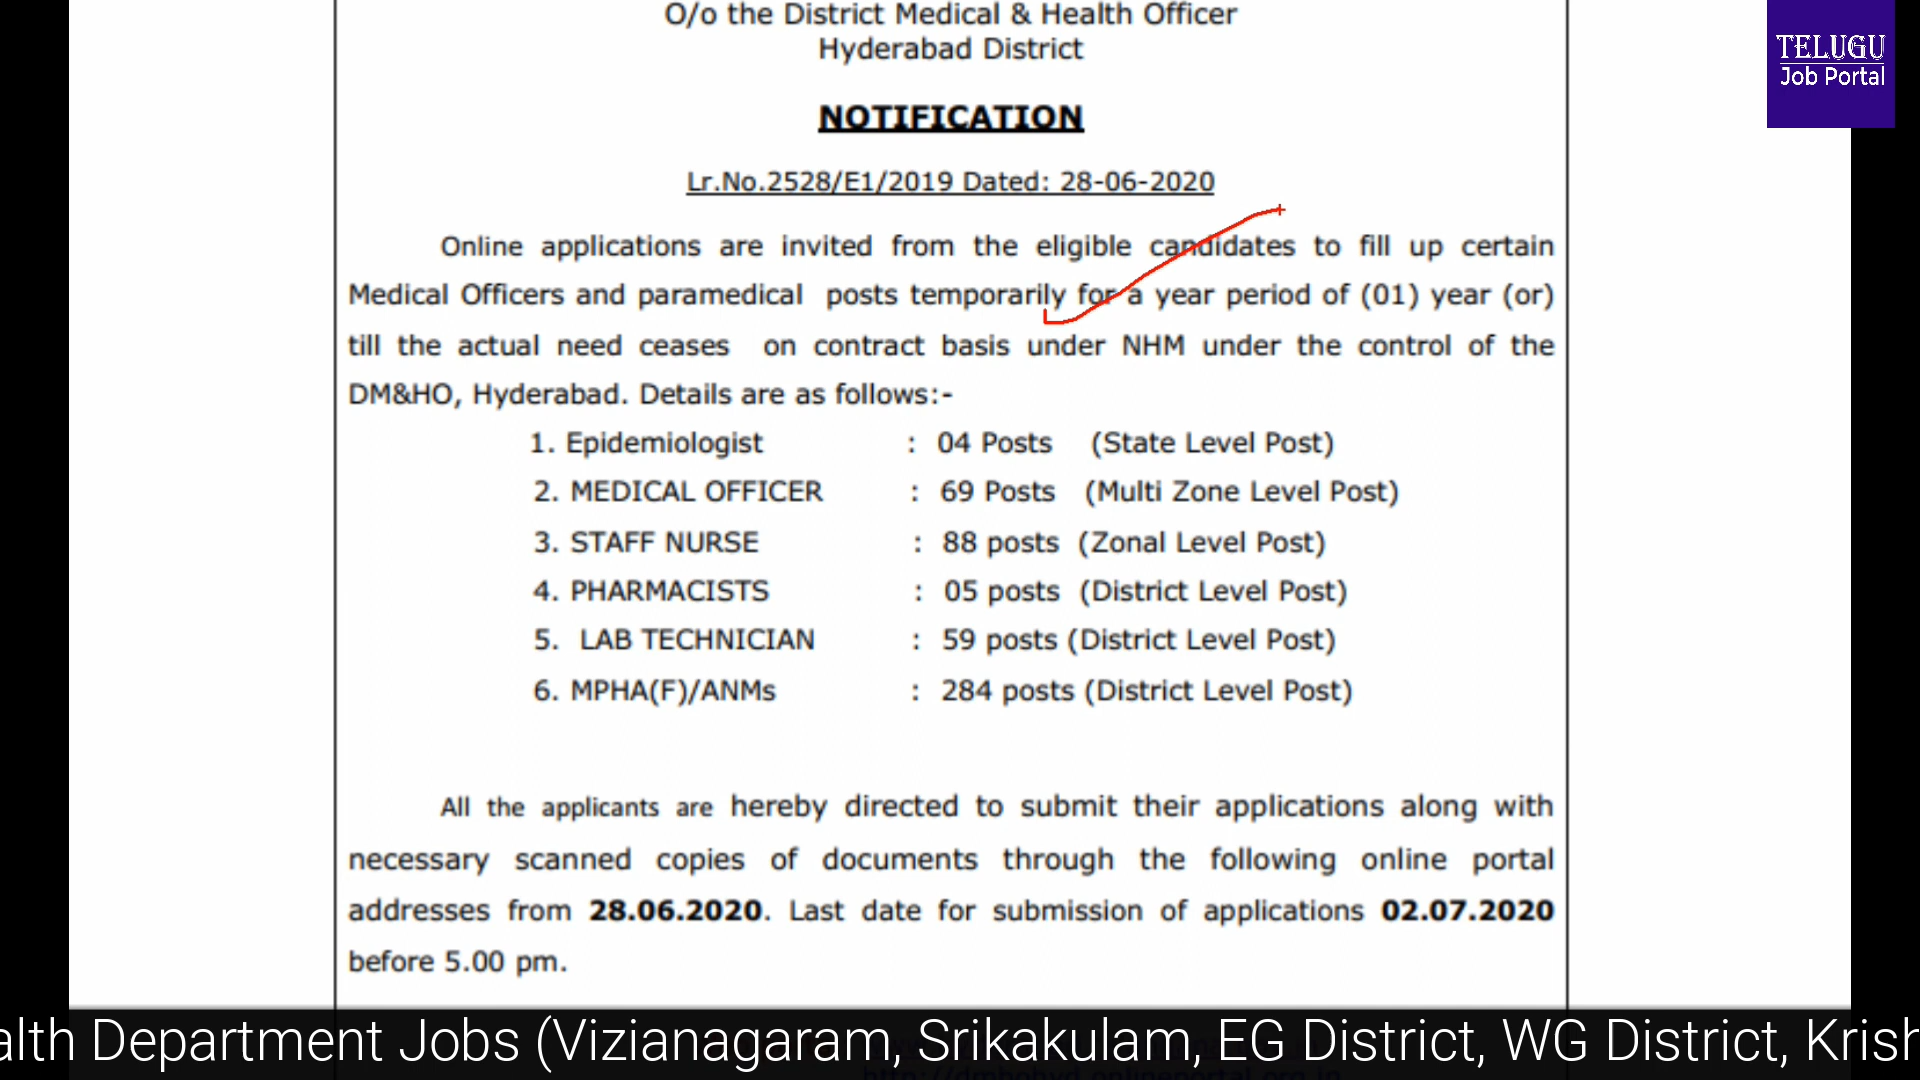 O/o the District Medical & Health Officer
Hyderabad District
TELUGU
Job Portal
NOTIFICATION
Lr.No.2528/E1/2019 Dated: 28-06-2020
Online applications are invited from the eligible candidates to fill up certain
Medical Officers and paramedical posts temporarily for a year period of (01) year (or)
till the actual need ceases on contract basis under NHM under the control of the
DM&HO, Hyderabad. Details are as follows:-
1. Epidemiologist : 04 Posts (State Level Post)
2. MEDICAL OFFICER : 69 Posts (Multi Zone Level Post)
3. STAFF NURSE : 88 posts (Zonal Level Post)
4. PHARMACISTS : 05 posts (District Level Post)
5. LAB TECHNICIAN : 59 posts (District Level Post)
6. MPHA(F)/ANMs : 284 posts (District Level Post)
All the applicants are hereby directed to submit their applications along with
necessary scanned copies of documents through the following online portal
addresses from 28.06.2020. Last date for submission of applications 02.07.2020
before 5.00 pm.
alth Department Jobs (Vizianagaram, Srikakulam, EG District, WG District, Krish